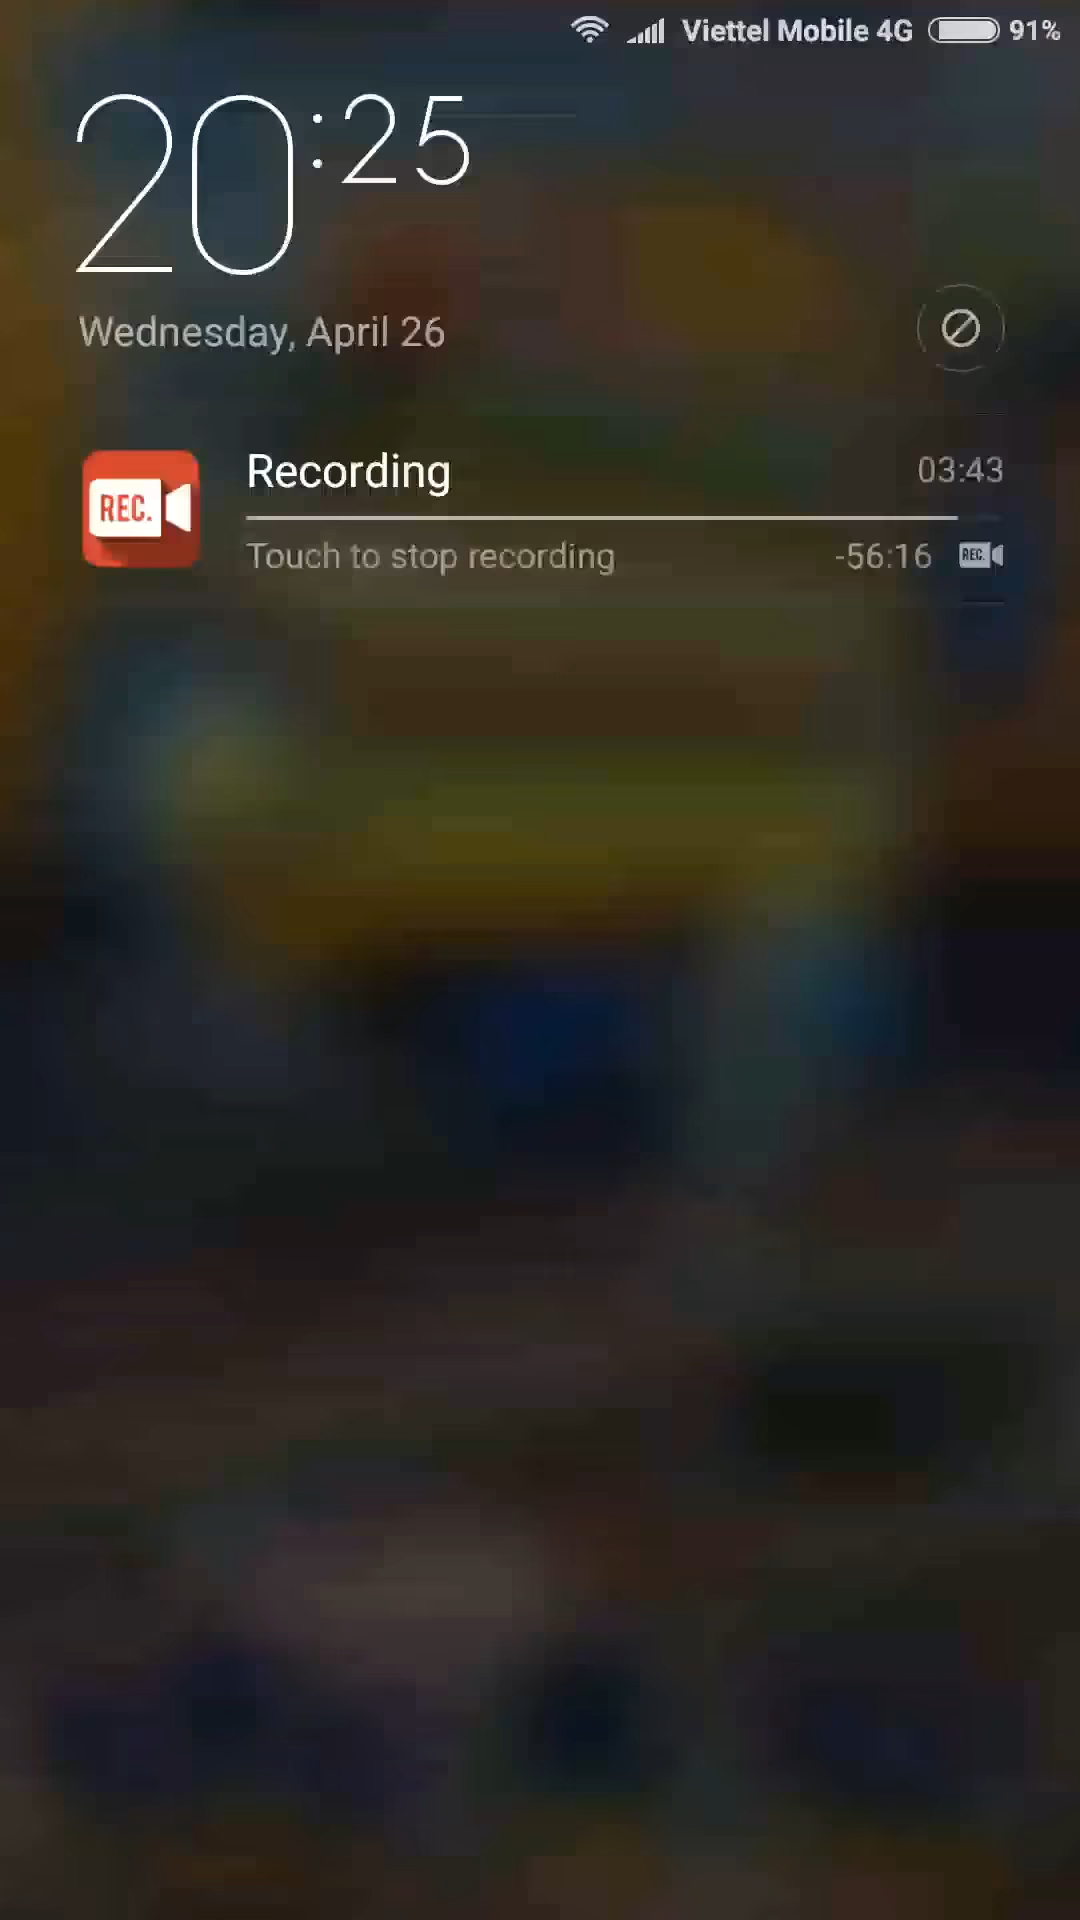 Viettel Mobile 4G 91%
20:25
Wednesday, April 26
REC.
Recording 03:43
Touch to stop recording -56:16 REC.